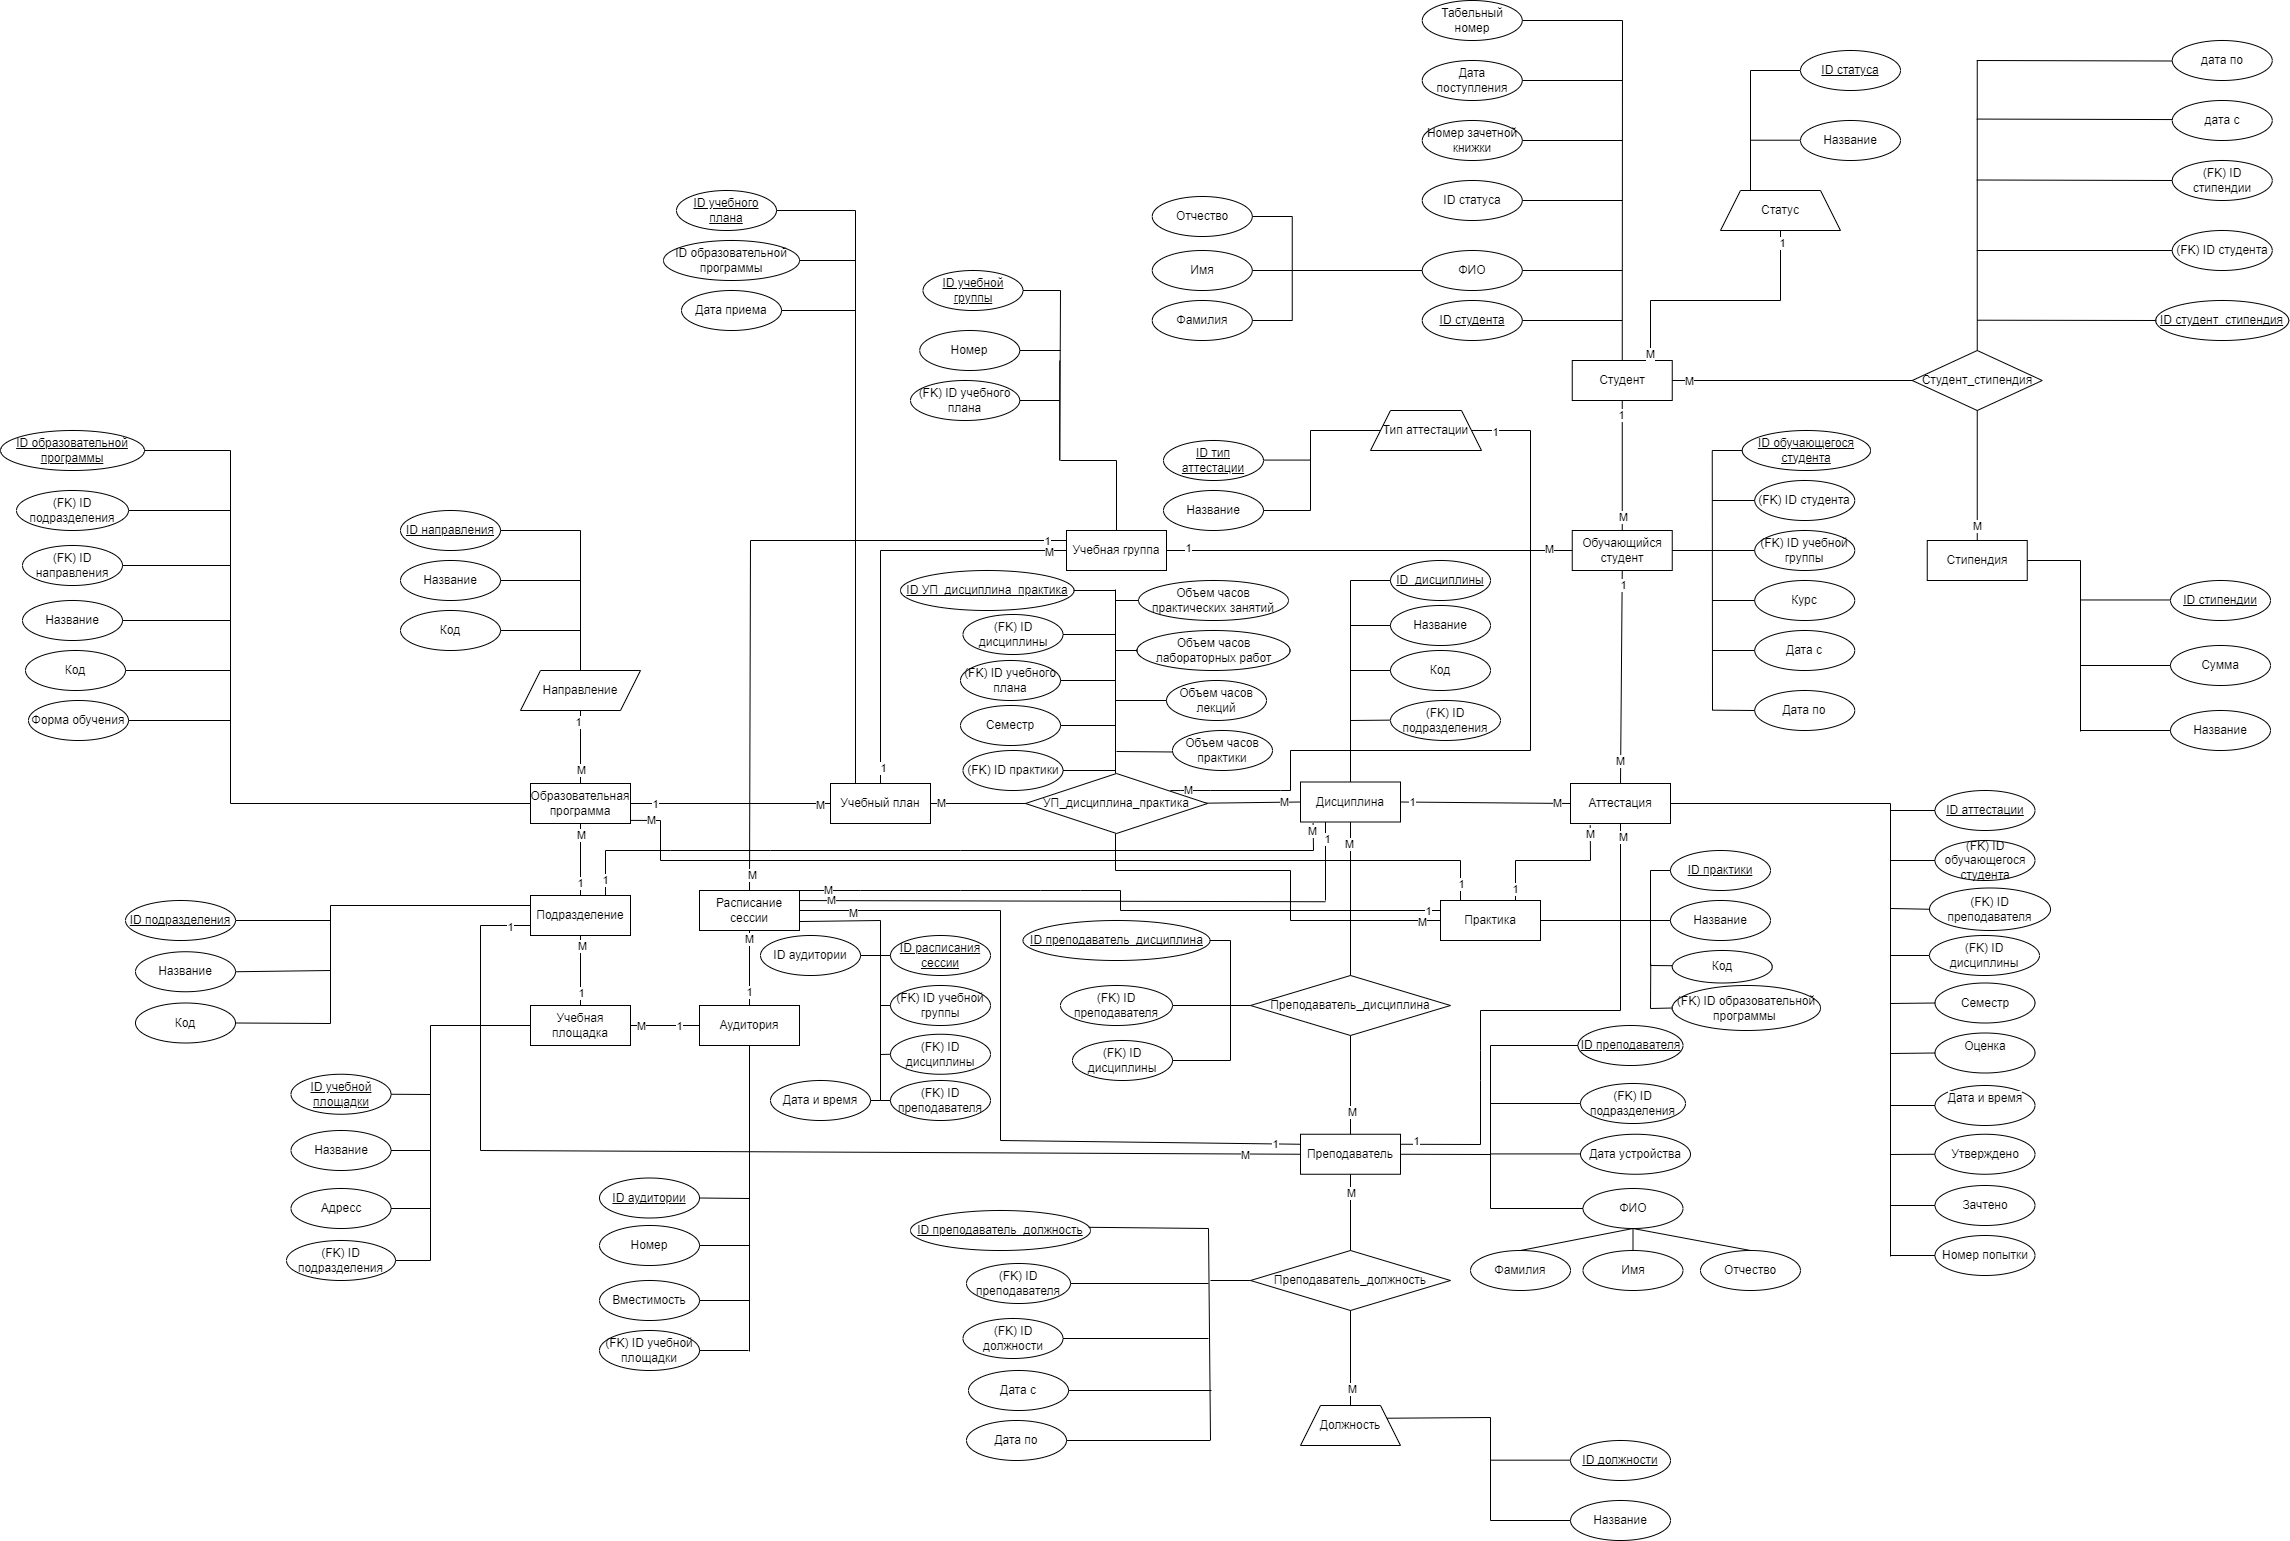 Табельный
номер
Дата
поступления
Номер зачетной
книжки
ID статуса
ФИО
ID студента
Отчество
Имя
Фамилия
ID статуса
Название
Статус
1
М
дата по
дата с
(FK) ID
стипендии
(FK) ID студента
ID студент_стипендия
Студент
М
Студент_стипендия
1
М
М
Стипендия
ID стипендии
Сумма
Название
ID учебного
плана
ID образовательной
программы
Дата приема
ID учебной
группы
Номер
(FK) ID учебного
плана
Тип аттестации
1
ID тип
аттестации
Название
ID обучающегося
студента
(FK) ID студента
(FK) ID учебной
группы
Курс
Дата с
Дата по
1
М
Учебная группа
1
М
Обучающийся
студент
1
М
ID образовательной
программы
(FK) ID
подразделения
(FK) ID
направления
Название
Код
Форма обучения
ID направления
Название
Код
Направление
1
М
ID УП_дисциплина_практика
(FK) ID
дисциплины
(FK) ID учебного
плана
Семестр
(FK) ID практики
Объем часов
практических занятий
Объем часов
лабораторных работ
Объем часов
лекций
Объем часов
практики
ID_дисциплины
Название
Код
(FK) ID
подразделения
Образовательная
программа
1
М
М
1
М
Учебный план
М
УП_дисциплина_практика
М
М
Дисциплина
1
М
Аттестация
М
1
М
1
М
М
1
1
М
1
1
ID подразделения
Название
Код
Подразделение
1
М
1
Расписание
сессии
М
М
М
М
1
1
М
Практика
ID практики
Название
Код
(FK) ID образовательной
программы
ID аттестации
(FK) ID
обучающегося
студента
(FK) ID
преподавателя
(FK) ID
дисциплины
Семестр
Оценка
Дата и время
Утверждено
Зачтено
Номер попытки
ID аудитории
ID расписания
сессии
(FK) ID учебной
группы
(FK) ID
дисциплины
Дата и время
(FK) ID
преподавателя
Учебная
площадка
М
1
Аудитория
ID учебной
площадки
Название
Адресс
(FK) ID
подразделения
ID аудитории
Номер
Вместимость
(FK) ID учебной
площадки
ID преподаватель_дисциплина
(FK) ID
преподавателя
(FK) ID
дисциплины
Преподаватель_дисциплина
М
1
М
Преподаватель
1
М
ID преподавателя
(FK) ID
подразделения
Дата устройства
ФИО
Фамилия
Имя
Отчество
ID преподаватель_должность
(FK) ID
преподавателя
(FK) ID
должности
Дата с
Дата по
Преподаватель_должность
М
Должность
ID должности
Название